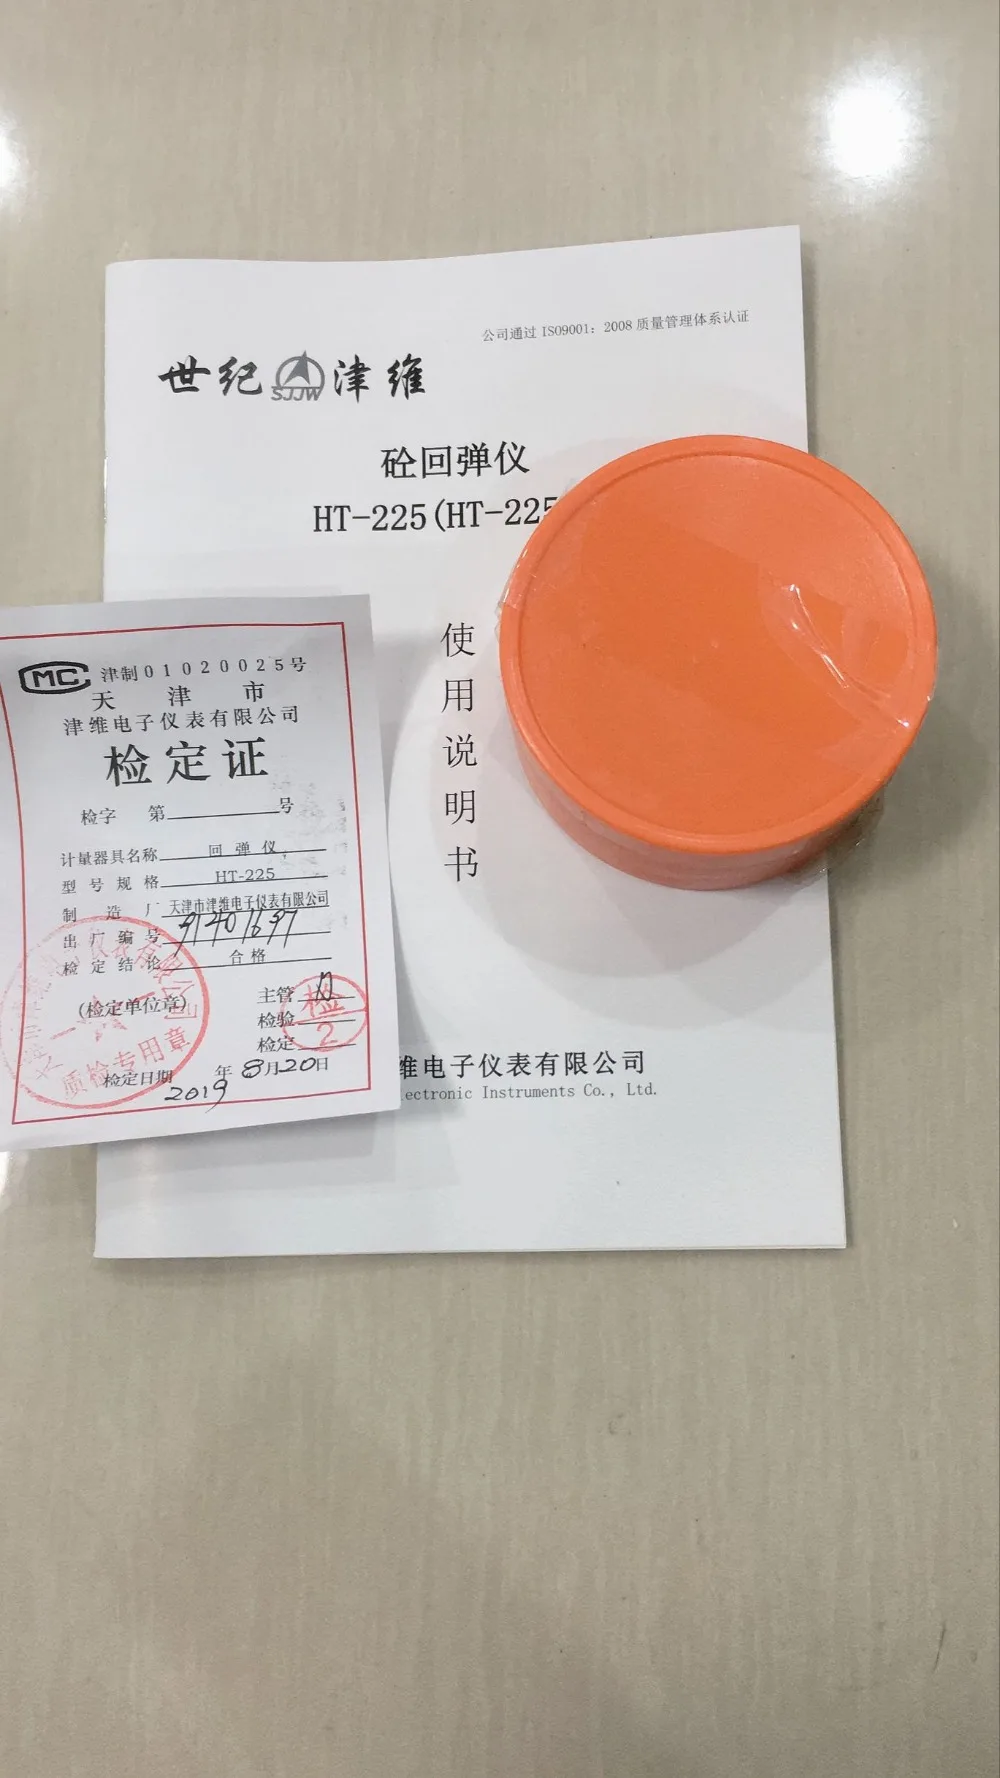 公司通过 ISO9001: 2008 质量管理体系认证
世纪 SJJW 津维
砼回弹仪
HT-225(HT-225
使
用
说
明
书
维电子仪表有限公司
ectronic Instruments Co., Ltd.
MC 津制01020025号
天津市
津维电子仪表有限公司
检定证
检字 第 号
计量器具名称 回弹仪
型号规格 HT-225
制造厂 天津市津维电子仪表有限公司
出厂编号
检定结论 合格
(检定单位章) 主管
检验
检定
检定日期 2019年8月20日
质检专用章
检
2